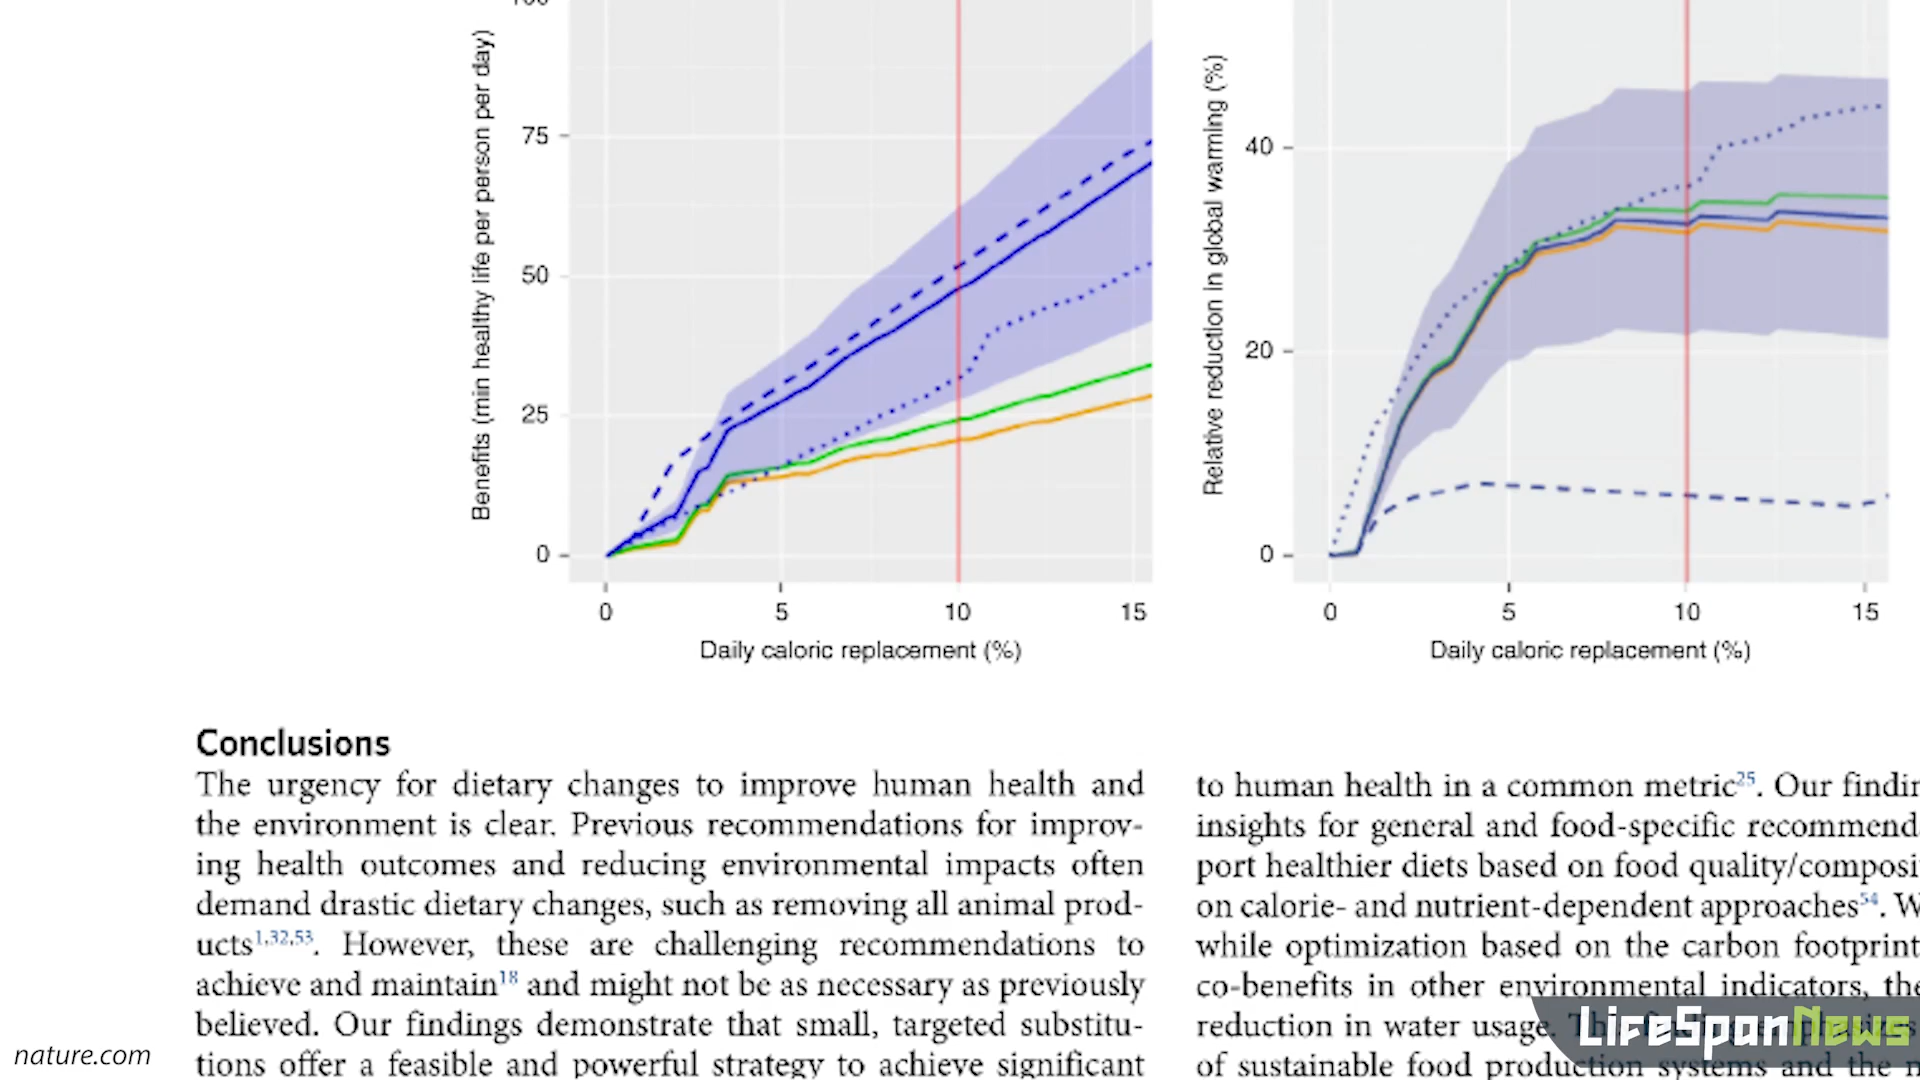 100
Benefits (min healthy life per person per day)
75
50
25
0
0 5 10 15
Daily caloric replacement (%)
Relative reduction in global warming (%)
40
20
0
0 5 10 15
Daily caloric replacement (%)
Conclusions
The urgency for dietary changes to improve human health and
the environment is clear. Previous recommendations for improv-
ing health outcomes and reducing environmental impacts often
demand drastic dietary changes, such as removing all animal prod-
ucts1,32,53. However, these are challenging recommendations to
achieve and maintain18 and might not be as necessary as previously
believed. Our findings demonstrate that small, targeted substitu-
tions offer a feasible and powerful strategy to achieve significant
to human health in a common metric25. Our findin
insights for general and food-specific recommend
port healthier diets based on food quality/composi
on calorie- and nutrient-dependent approaches54. W
while optimization based on the carbon footprint
co-benefits in other environmental indicators, the
reduction in water usage.
of sustainable food production systems and the
nature.com
LifeSpanNews